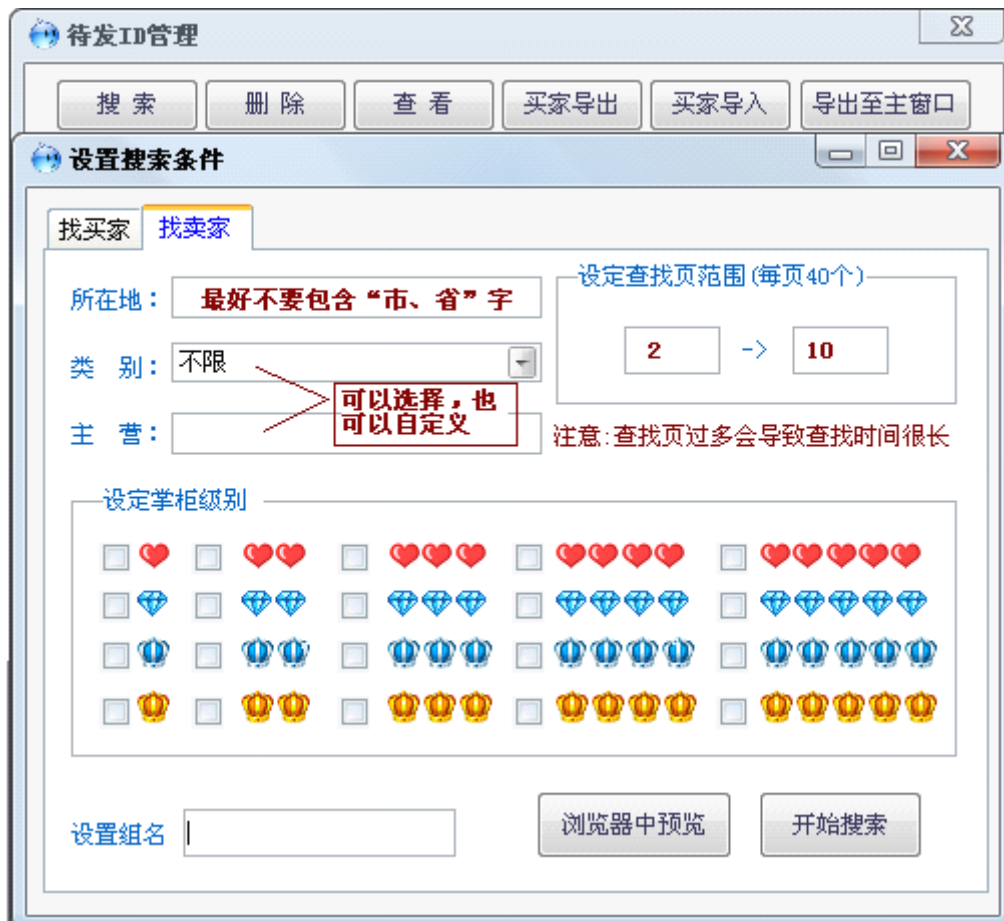 待发ID管理
搜 索 删 除 查 看 买家导出 买家导入 导出至主窗口
设置搜索条件
找买家 找卖家
设定查找页范围(每页40个)
所在地： 最好不要包含“市、省”字
2 -> 10
类 别： 不限
可以选择，也
可以自定义
主 营：
注意:查找页过多会导致查找时间很长
设定掌柜级别
设置组名 浏览器中预览 开始搜索